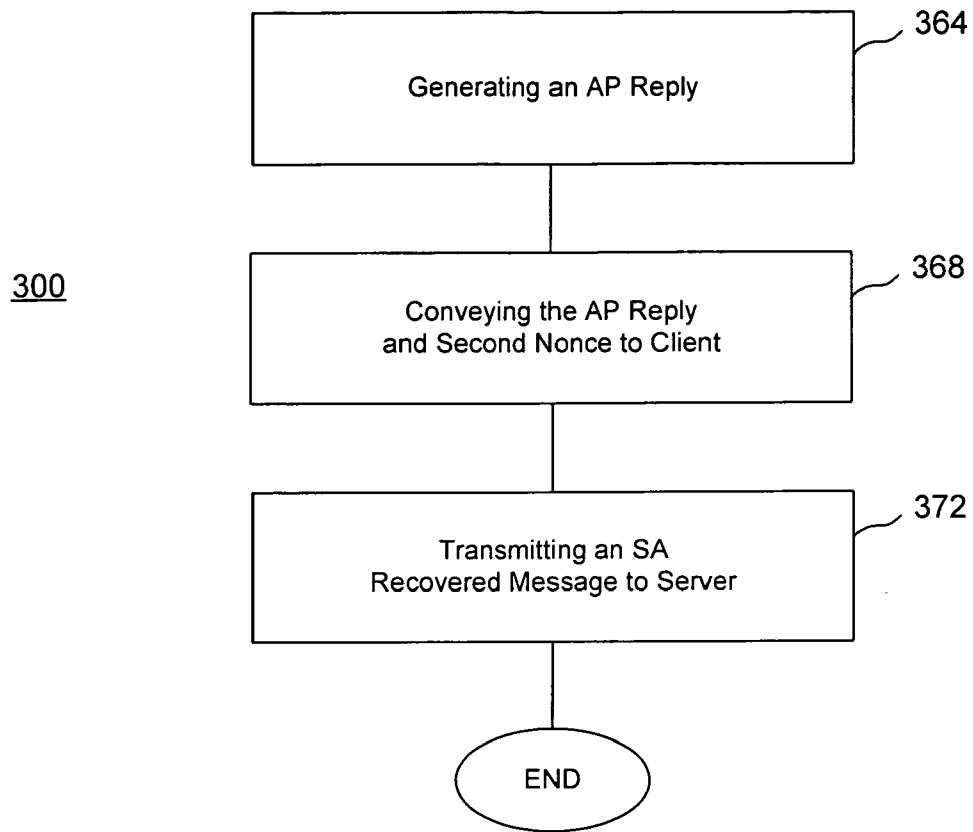 364
Generating an AP Reply
300
368
Conveying the AP Reply
and Second Nonce to Client
372
Transmitting an SA
Recovered Message to Server
END